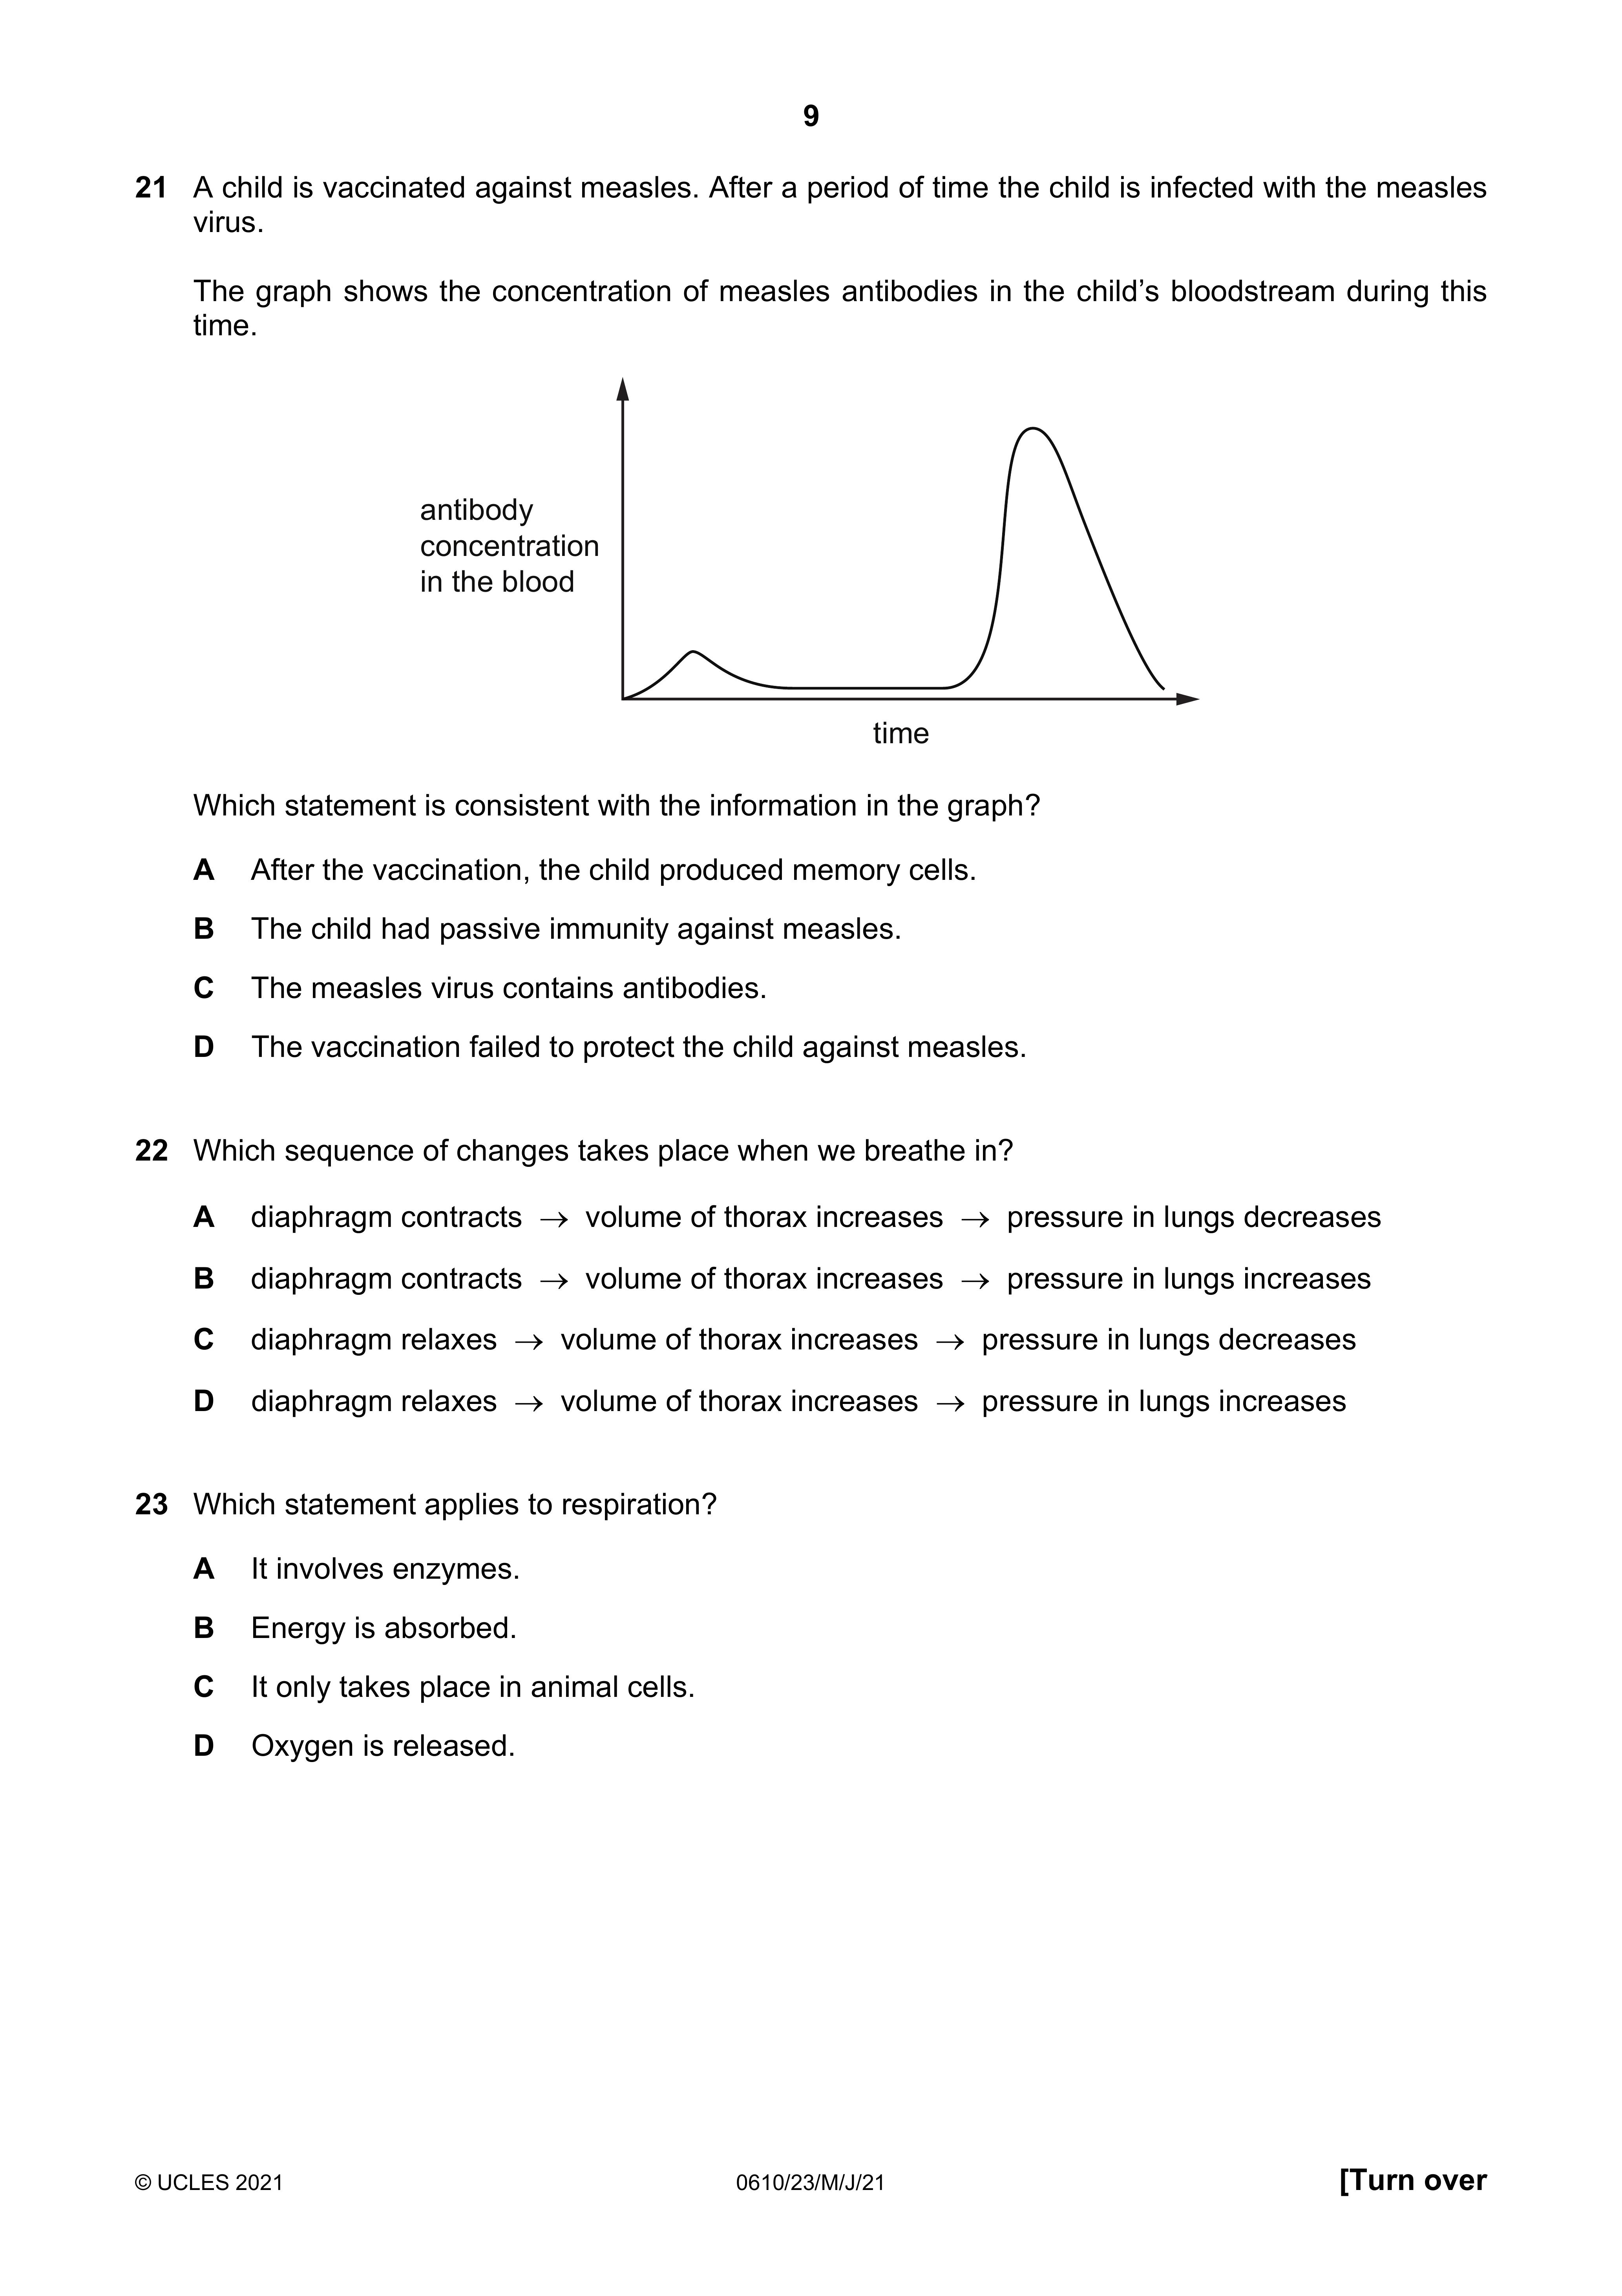 9
21 A child is vaccinated against measles. After a period of time the child is infected with the measles
virus.
The graph shows the concentration of measles antibodies in the child’s bloodstream during this
time.
antibody
concentration
in the blood
time
Which statement is consistent with the information in the graph?
A After the vaccination, the child produced memory cells.
B The child had passive immunity against measles.
C The measles virus contains antibodies.
D The vaccination failed to protect the child against measles.
22 Which sequence of changes takes place when we breathe in?
A diaphragm contracts → volume of thorax increases → pressure in lungs decreases
B diaphragm contracts → volume of thorax increases → pressure in lungs increases
C diaphragm relaxes → volume of thorax increases → pressure in lungs decreases
D diaphragm relaxes → volume of thorax increases → pressure in lungs increases
23 Which statement applies to respiration?
A It involves enzymes.
B Energy is absorbed.
C It only takes place in animal cells.
D Oxygen is released.
© UCLES 2021 0610/23/M/J/21 [Turn over